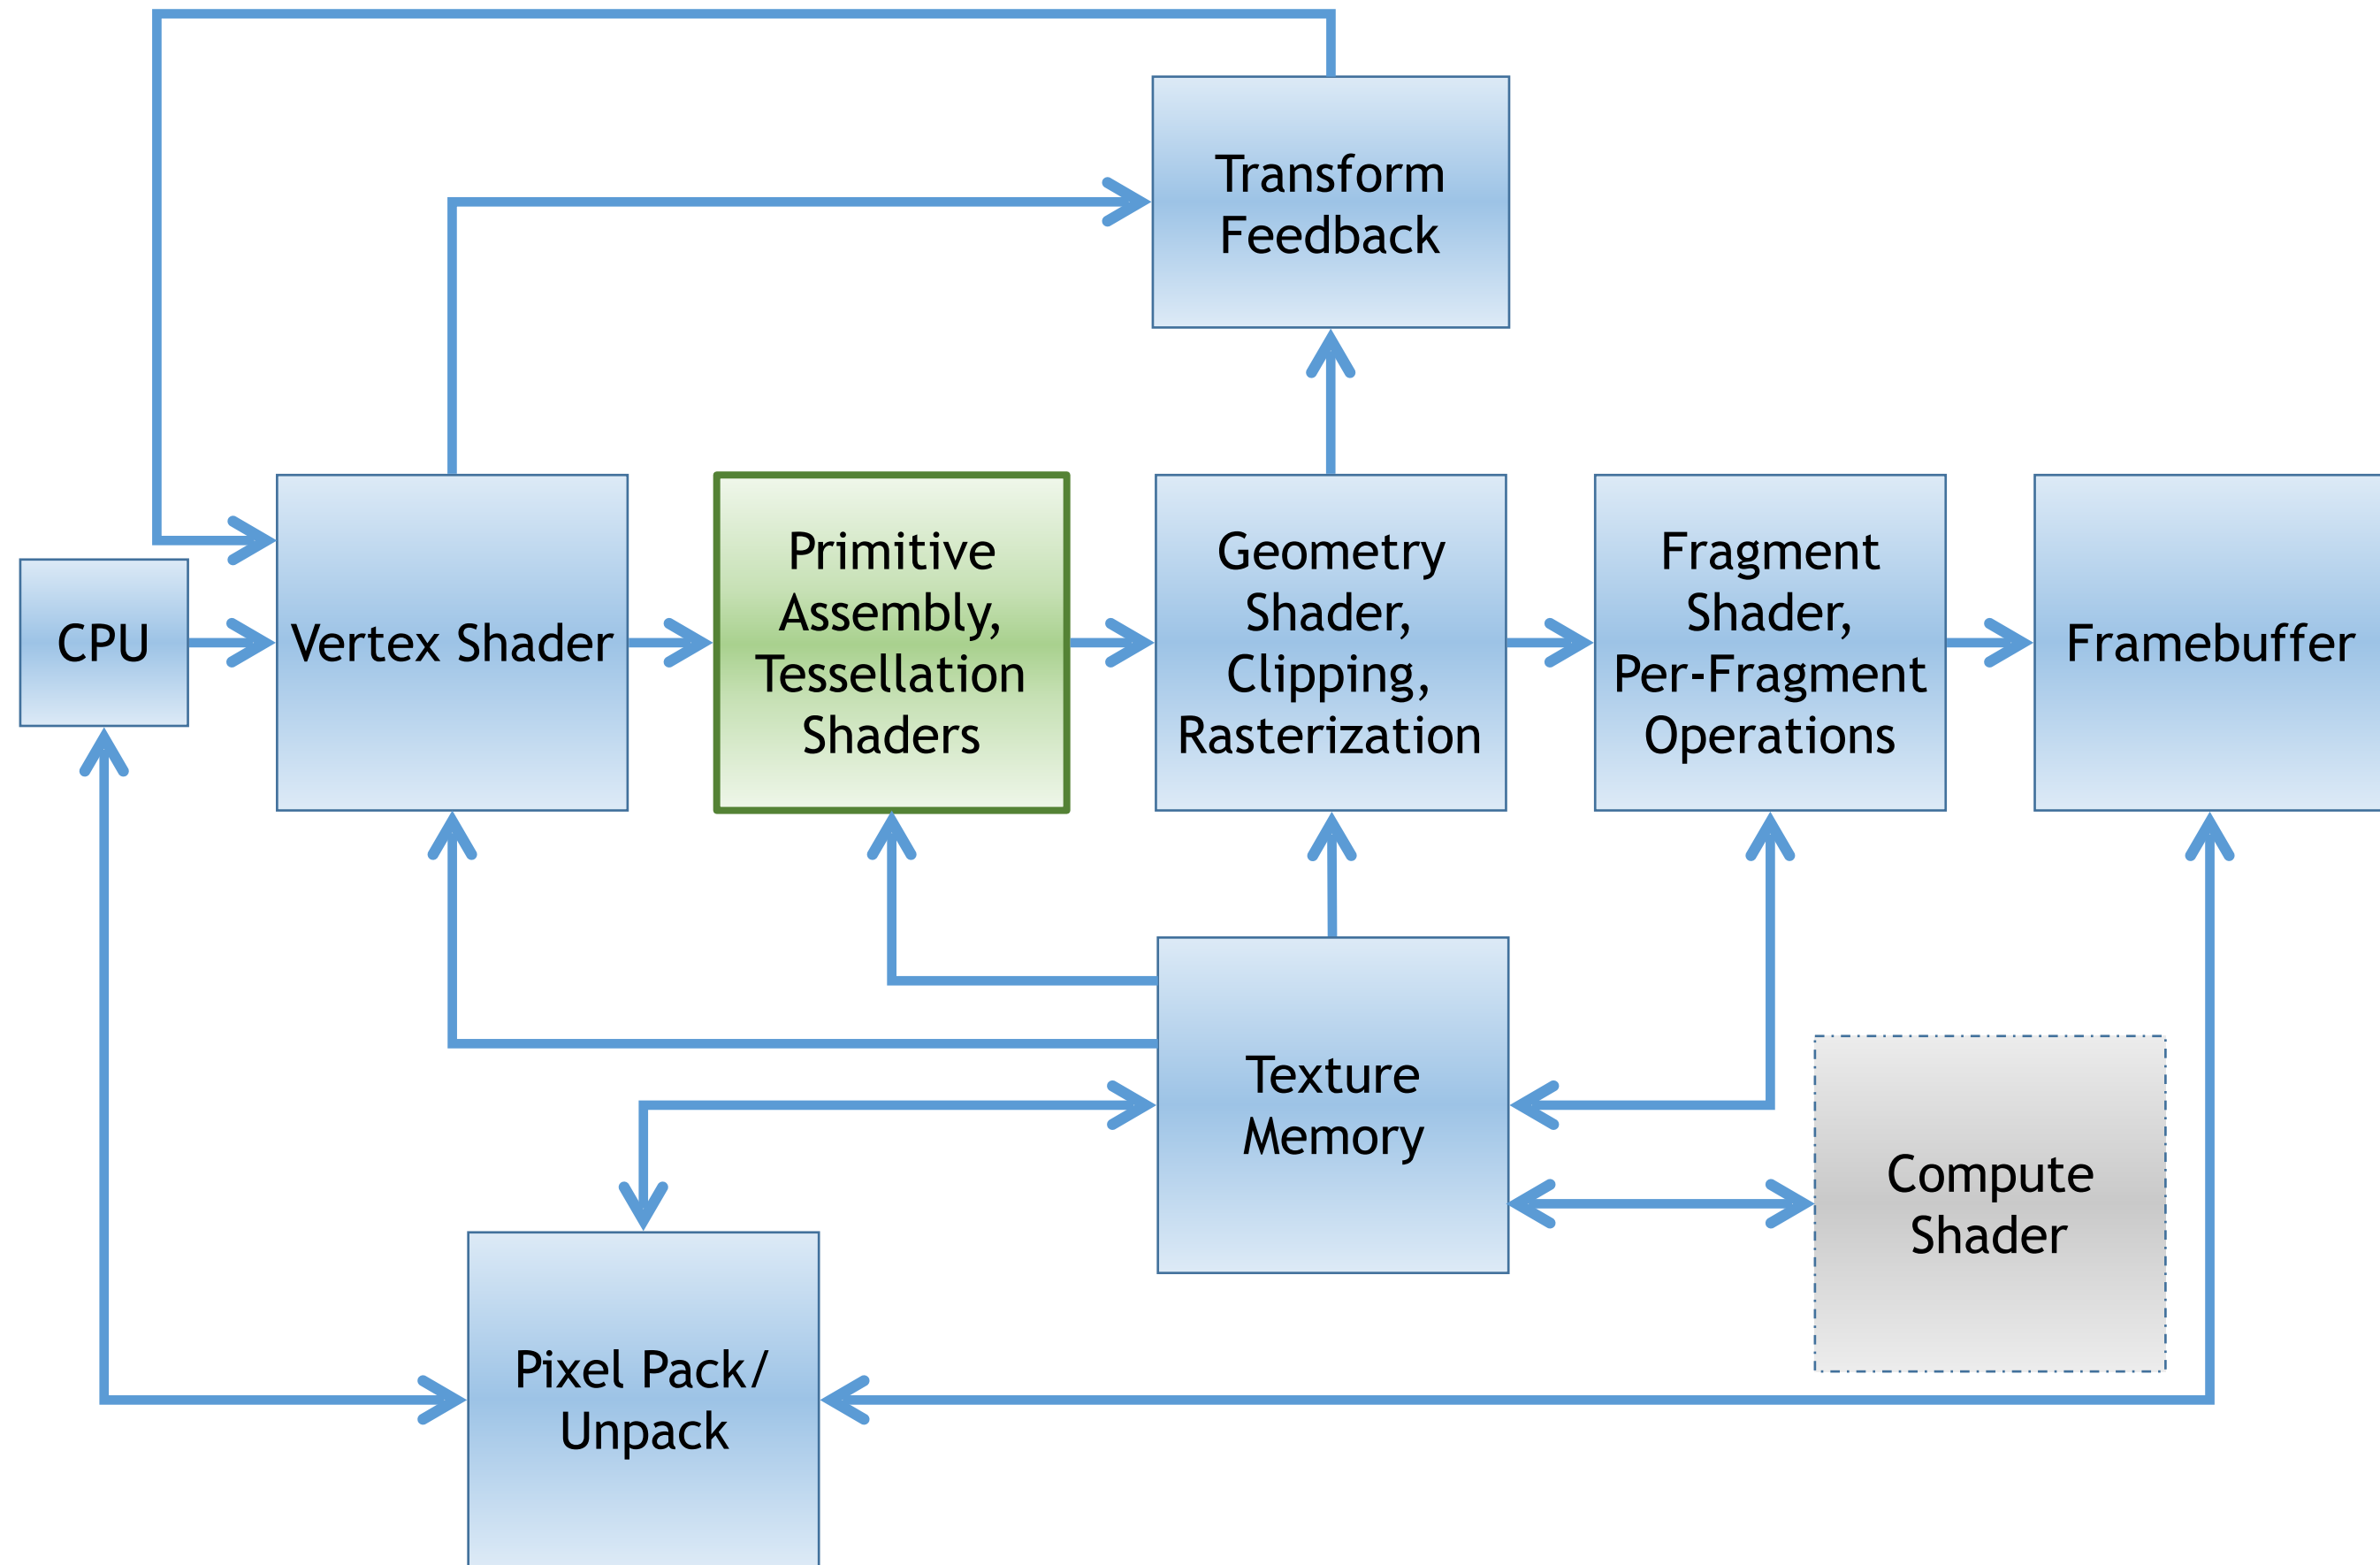 Transform
Feedback
CPU
Vertex Shader
Primitive
Assembly,
Tessellation
Shaders
Geometry
Shader,
Clipping,
Rasterization
Fragment
Shader,
Per-Fragment
Operations
Framebuffer
Texture
Memory
Compute
Shader
Pixel Pack/
Unpack